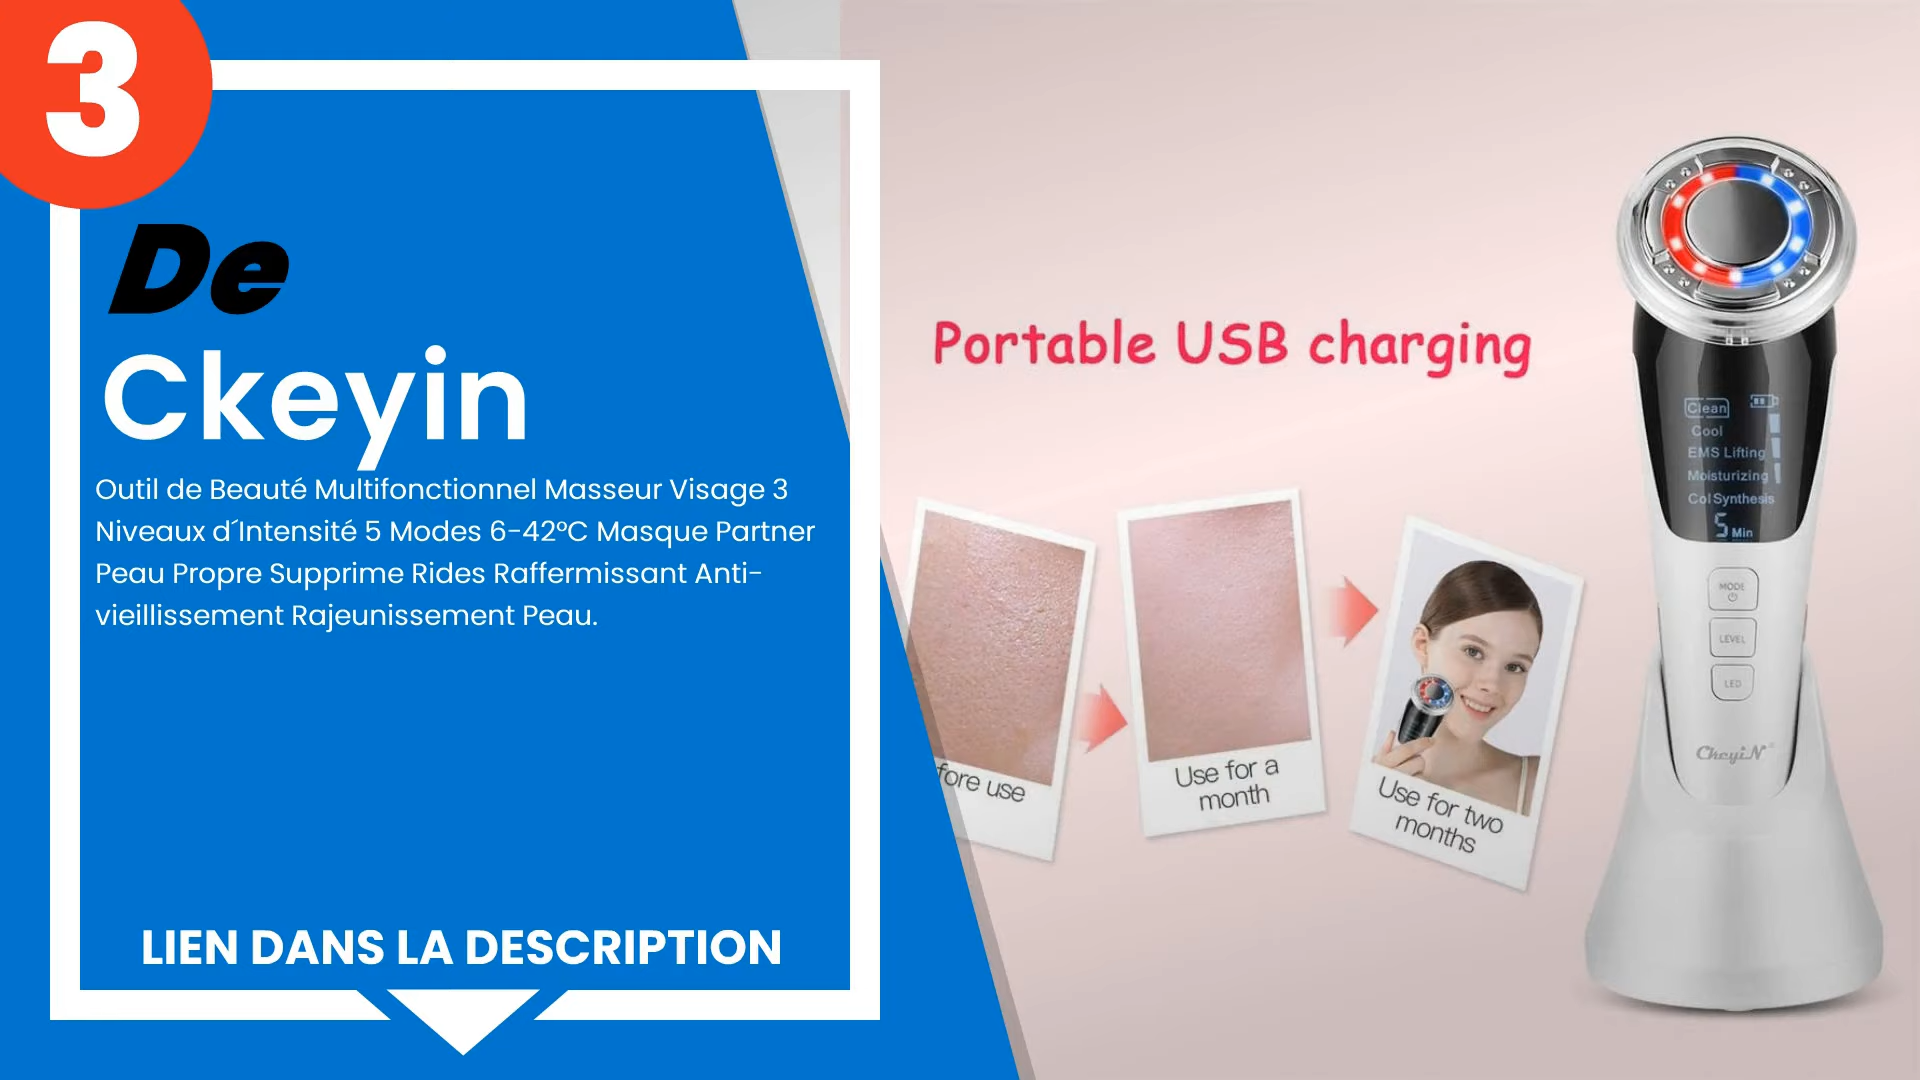 3
De
Ckeyin
Outil de Beauté Multifonctionnel Masseur Visage 3
Niveaux d´Intensité 5 Modes 6-42°C Masque Partner
Peau Propre Supprime Rides Raffermissant Anti-
vieillissement Rajeunissement Peau.
LIEN DANS LA DESCRIPTION
Portable USB charging
fore use
Use for a
month
Use for two
months
Clean
Cool
EMS Lifting
Moisturizing
Col Synthesis
5 Min
MODE
LEVEL
LED
CkeyiN®